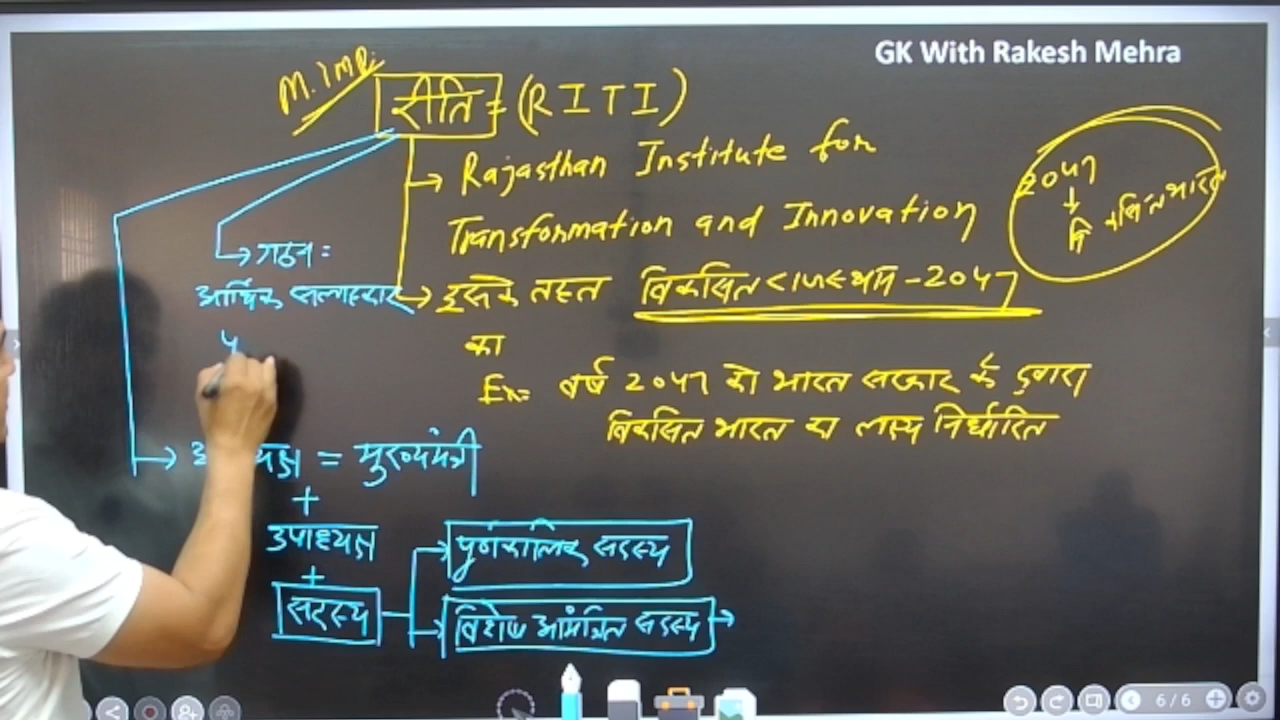 GK With Rakesh Mehra
M. Imp.
रीति = (RITI)
→ Rajasthan Institute for
Transformation and Innovation
→ इसके तहत विकसित राजस्थान - 2047
का
Ex= वर्ष 2047 को भारत सरकार के द्वारा
विकसित भारत का लक्ष्य निर्धारित
2047
↓
विकसित भारत
→ गठन :
आर्थिक सलाहकार
→ अध्यक्ष = मुख्यमंत्री
+
उपाध्यक्ष
+
सदस्य
→ पूर्णकालिक सदस्य
→ विशेष आमंत्रित सदस्य →
6/6